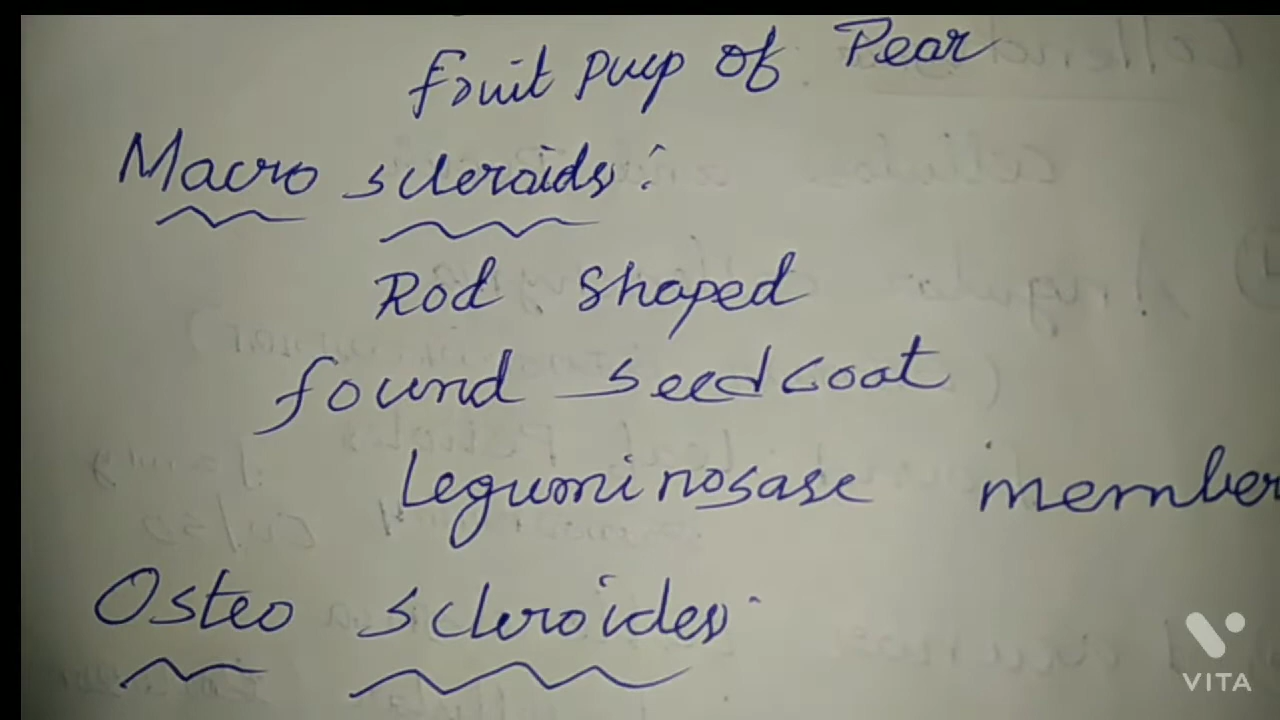 Fruit pulp of Pear
Macro scleraids:
Rod shaped
found seedcoat
Leguminosase member
Osteo scleroides:
VITA